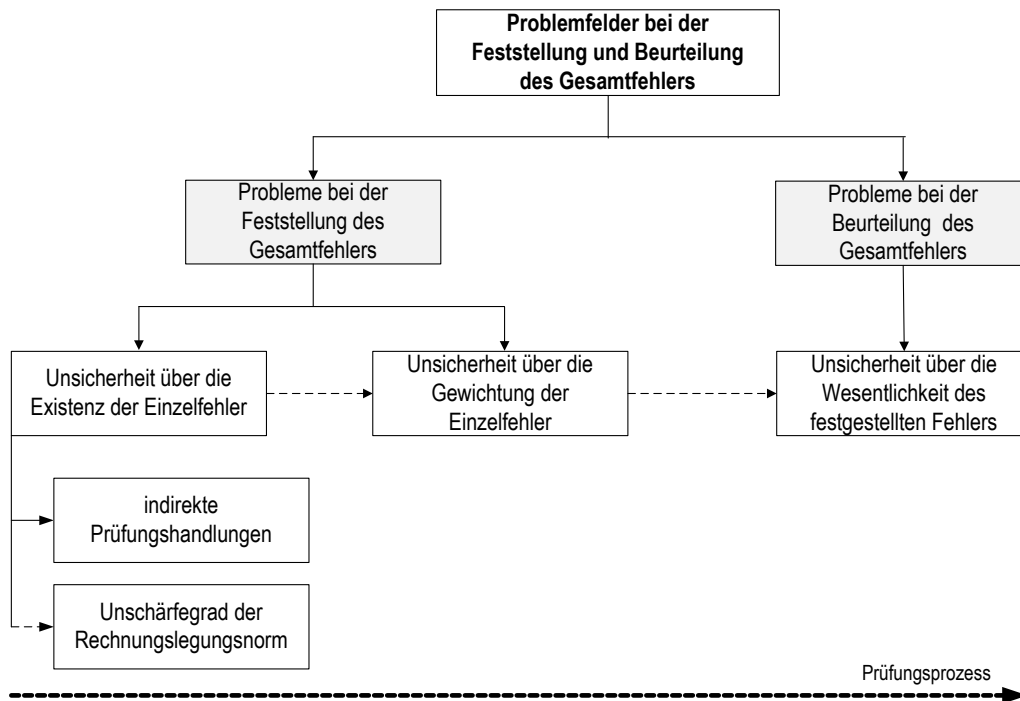 Problemfelder bei der
Feststellung und Beurteilung
des Gesamtfehlers
Probleme bei der
Feststellung des
Gesamtfehlers
Probleme bei der
Beurteilung des
Gesamtfehlers
Unsicherheit über die
Existenz der Einzelfehler
Unsicherheit über die
Gewichtung der
Einzelfehler
Unsicherheit über die
Wesentlichkeit des
festgestellten Fehlers
indirekte
Prüfungshandlungen
Unschärfegrad der
Rechnungslegungsnorm
Prüfungsprozess